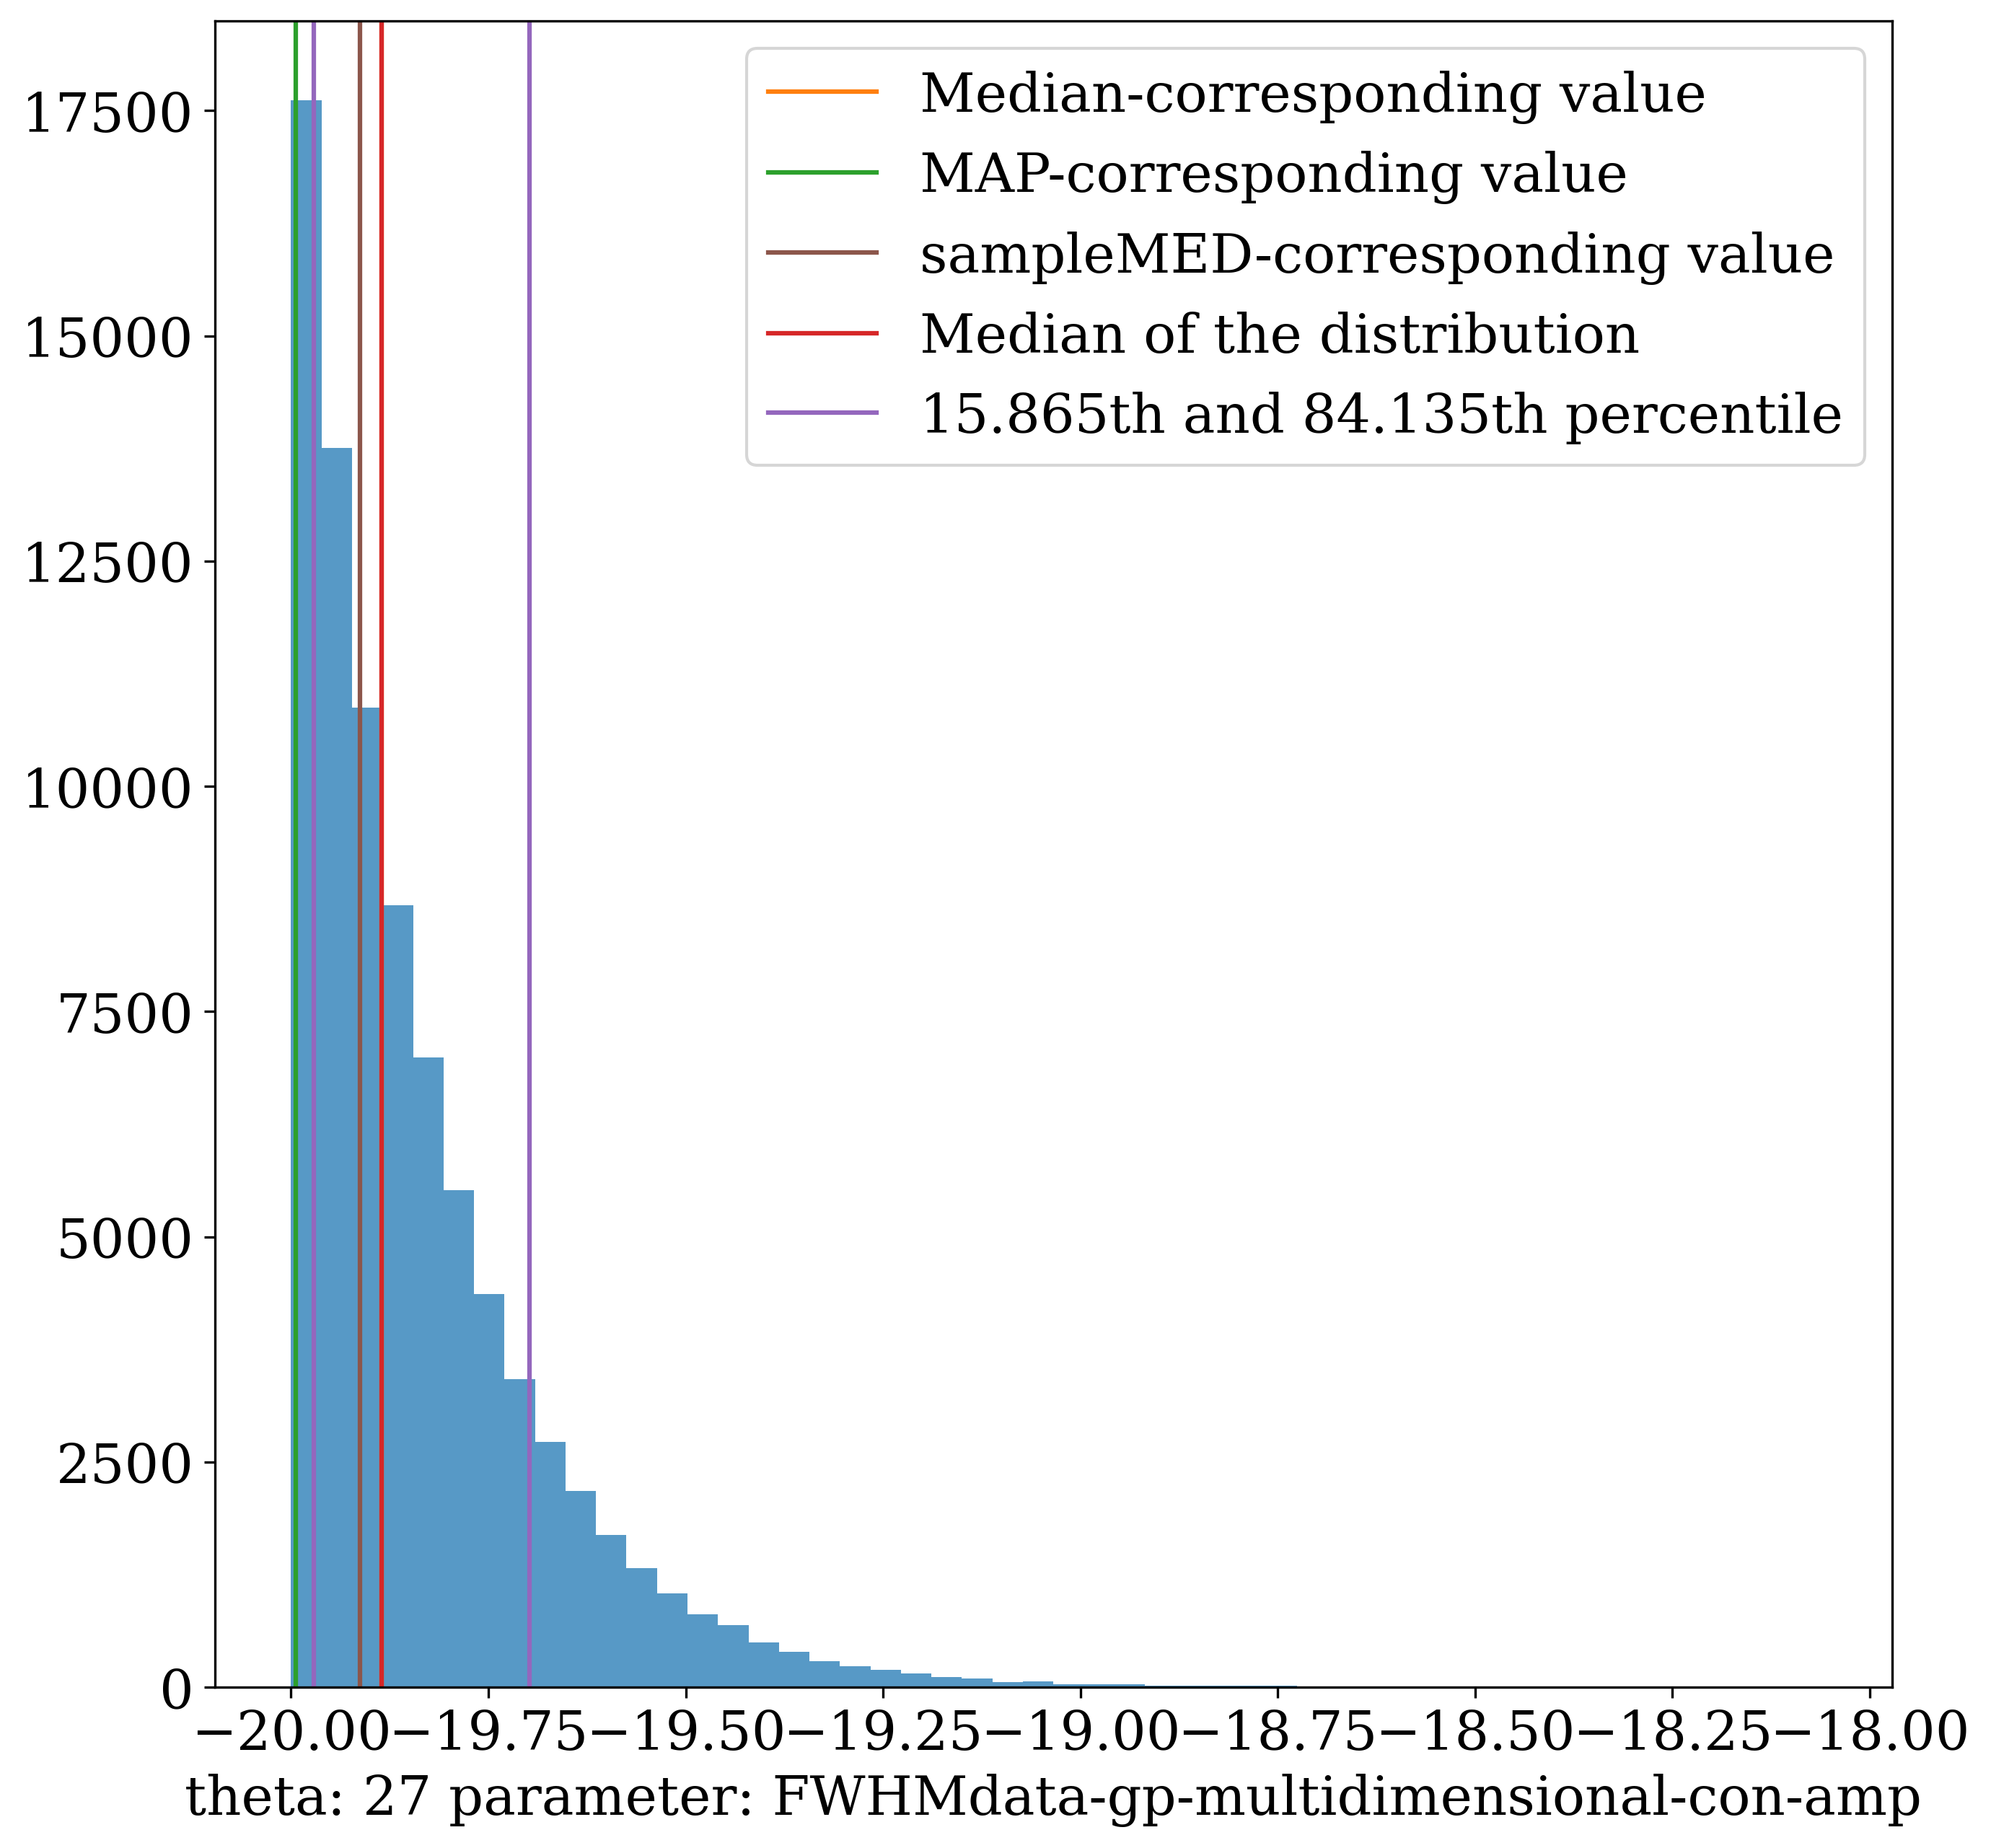 Median-corresponding value
MAP-corresponding value
sampleMED-corresponding value
Median of the distribution
15.865th and 84.135th percentile
17500
15000
12500
10000
7500
5000
2500
0
−20.00 −19.75 −19.50 −19.25 −19.00 −18.75 −18.50 −18.25 −18.00
theta: 27 parameter: FWHMdata-gp-multidimensional-con-amp